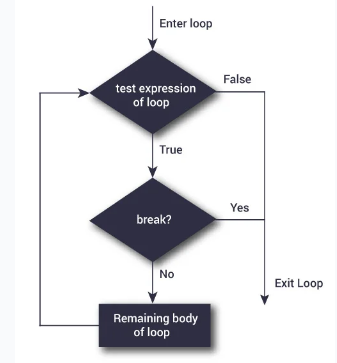 Enter loop
test expression
of loop
False
True
break?
Yes
No
Exit Loop
Remaining body
of loop